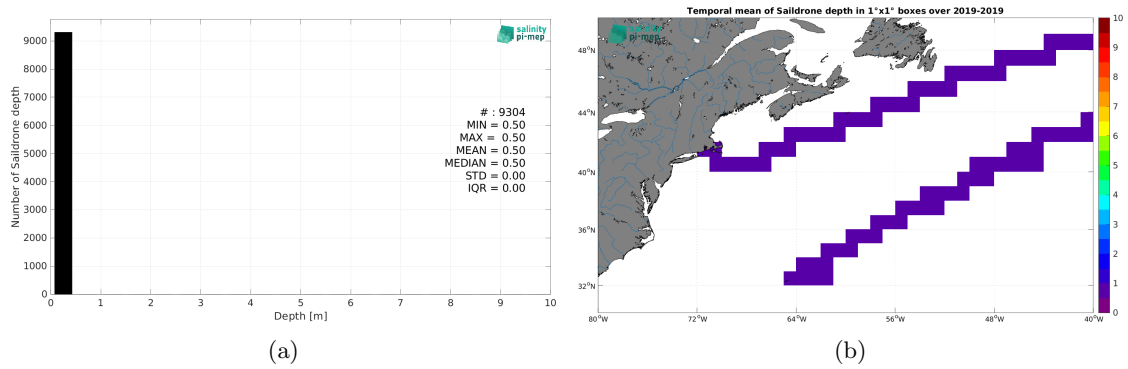 salinity
pi-mep
9000
8000
7000
6000
5000
4000
3000
2000
1000
0
Number of Saildrone depth
# : 9304
MIN = 0.50
MAX = 0.50
MEAN = 0.50
MEDIAN = 0.50
STD = 0.00
IQR = 0.00
0 1 2 3 4 5 6 7 8 9 10
Depth [m]
(a)
Temporal mean of Saildrone depth in 1°x1° boxes over 2019-2019
salinity
pi-mep
48°N
44°N
40°N
36°N
32°N
80°W 72°W 64°W 56°W 48°W 40°W
10
9
8
7
6
5
4
3
2
1
0
(b)